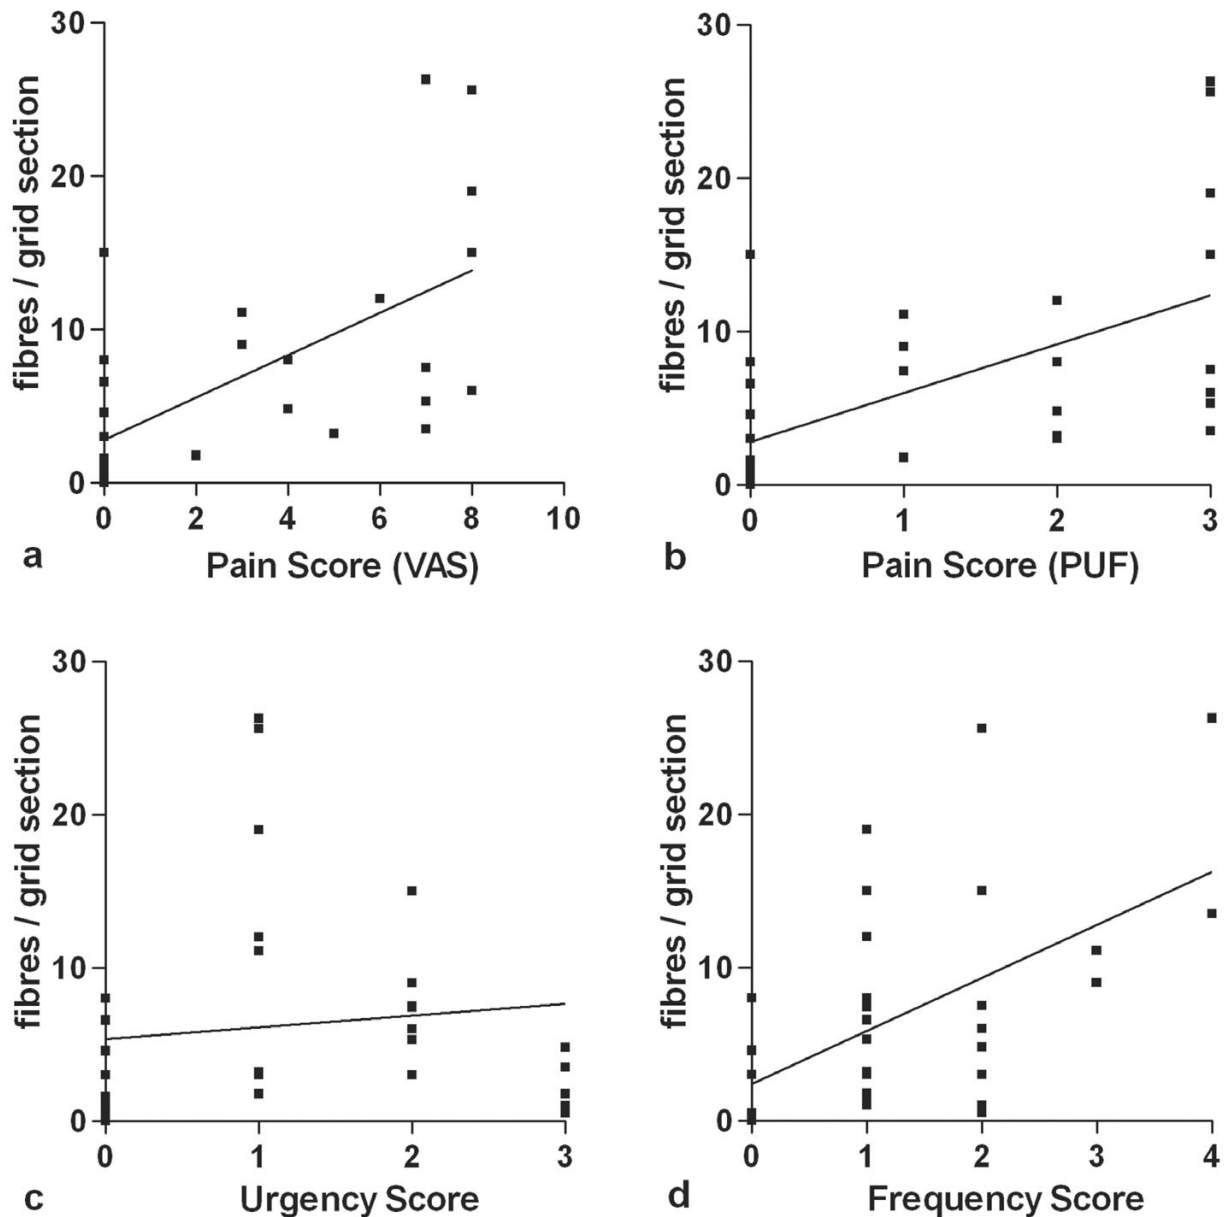 30
20
10
0
fibres / grid section
0 2 4 6 8 10
a Pain Score (VAS)
30
20
10
0
fibres / grid section
0 1 2 3
b Pain Score (PUF)
30
20
10
0
fibres / grid section
0 1 2 3
c Urgency Score
30
20
10
0
fibres / grid section
0 1 2 3 4
d Frequency Score